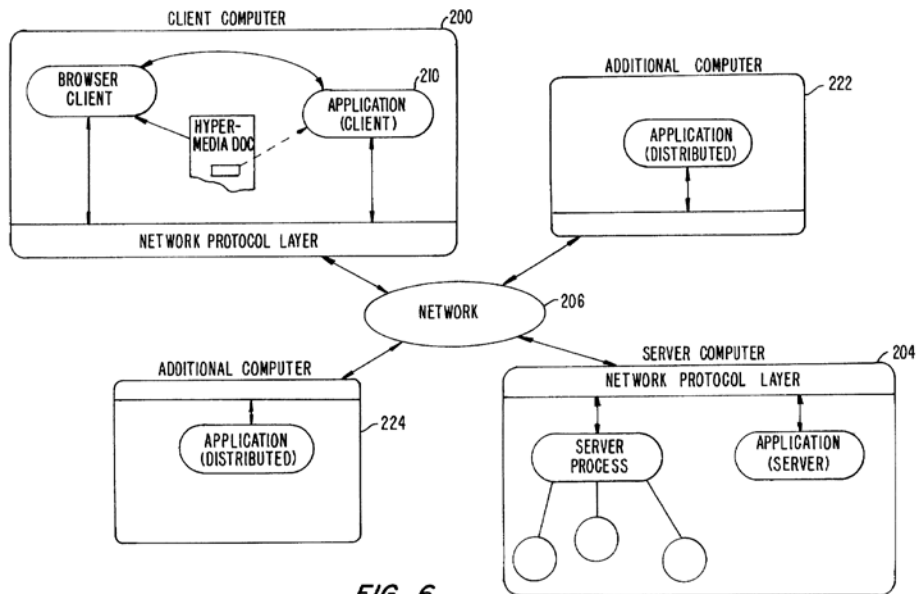 CLIENT COMPUTER
200
BROWSER
CLIENT
210
APPLICATION
(CLIENT)
HYPER-
MEDIA DOC
NETWORK PROTOCOL LAYER
ADDITIONAL COMPUTER
222
APPLICATION
(DISTRIBUTED)
NETWORK
206
ADDITIONAL COMPUTER
224
APPLICATION
(DISTRIBUTED)
SERVER COMPUTER
204
NETWORK PROTOCOL LAYER
SERVER
PROCESS
APPLICATION
(SERVER)
FIG. 6